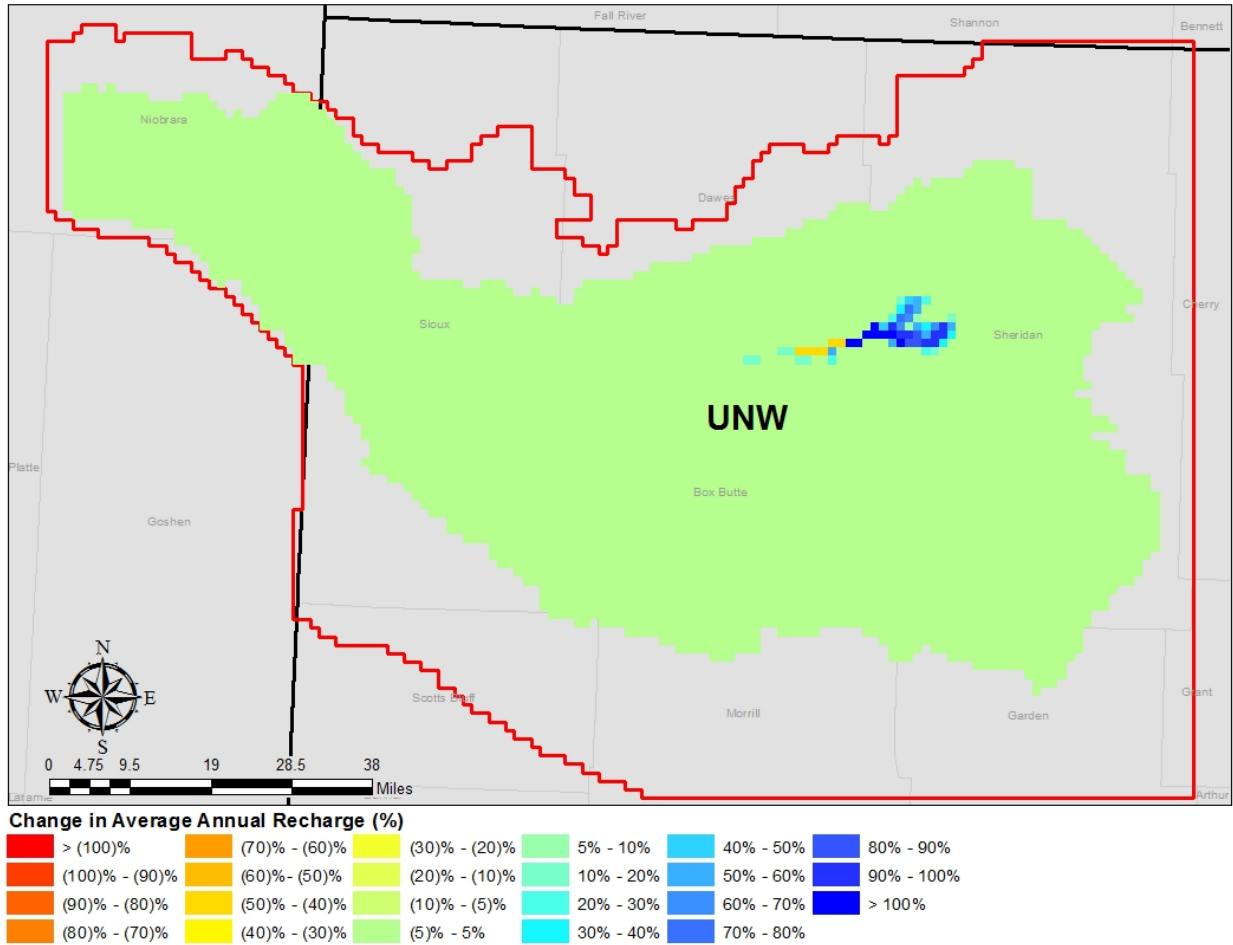 Fall River
Shannon
Bennett
Niobrara
Dawes
Cherry
Sioux
Sheridan
UNW
Platte
Box Butte
Goshen
N
W E
S
Scotts Bluff
Grant
Morrill
Garden
0 4.75 9.5 19 28.5 38
Miles
Laramie
Arthur
Change in Average Annual Recharge (%)
> (100)% (70)% - (60)% (30)% - (20)% 5% - 10% 40% - 50% 80% - 90%
(100)% - (90)% (60)%- (50)% (20)% - (10)% 10% - 20% 50% - 60% 90% - 100%
(90)% - (80)% (50)% - (40)% (10)% - (5)% 20% - 30% 60% - 70% > 100%
(80)% - (70)% (40)% - (30)% (5)% - 5% 30% - 40% 70% - 80%